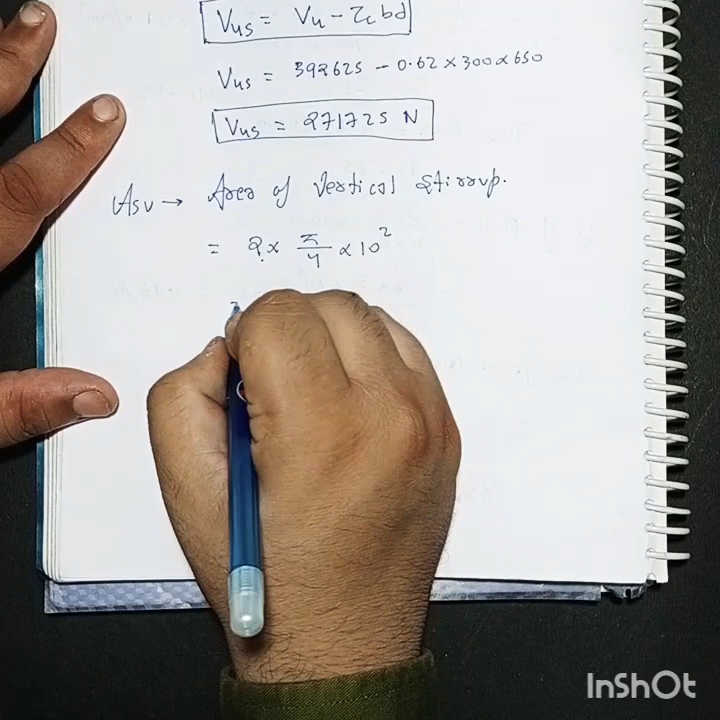 Vus = Vu - τc bd
Vus = 392625 - 0.62 × 300 × 650
Vus = 271725 N
Asv → Area of Vertical Stirrup.
= 2 × π/4 × 10²
InShOt